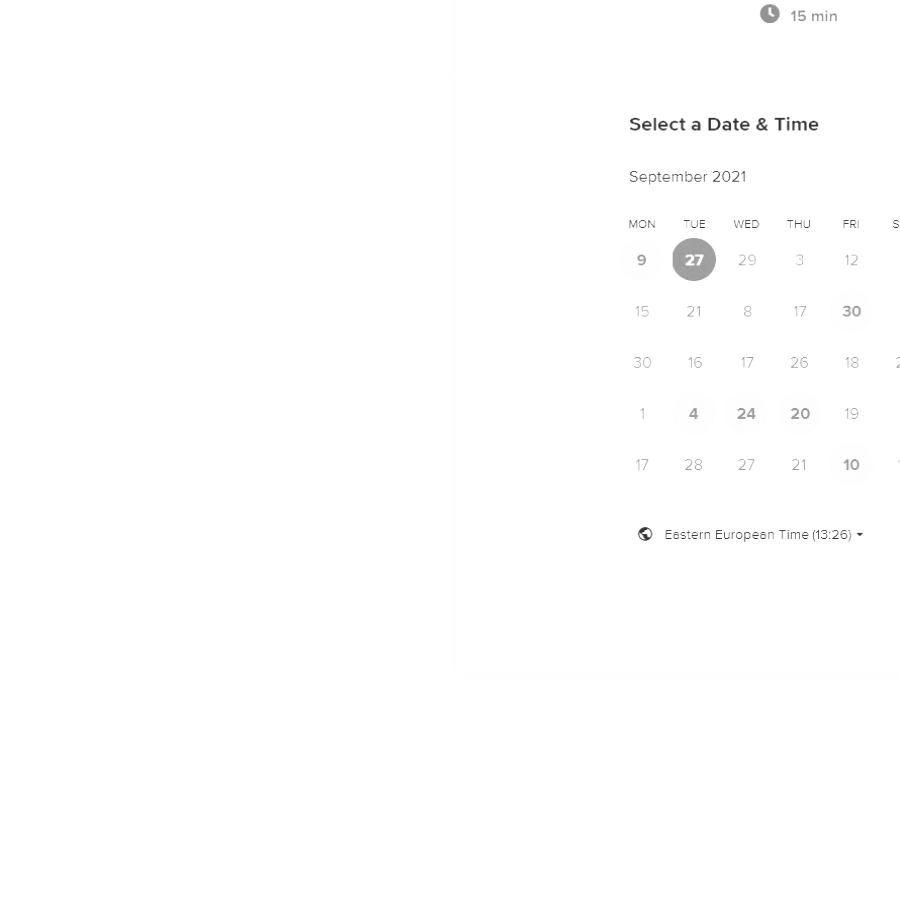 15 min
Select a Date & Time
September 2021
MON TUE WED THU FRI
9 27 29 3 12
15 21 8 17 30
30 16 17 26 18
1 4 24 20 19
17 28 27 21 10
Eastern European Time (13:26)